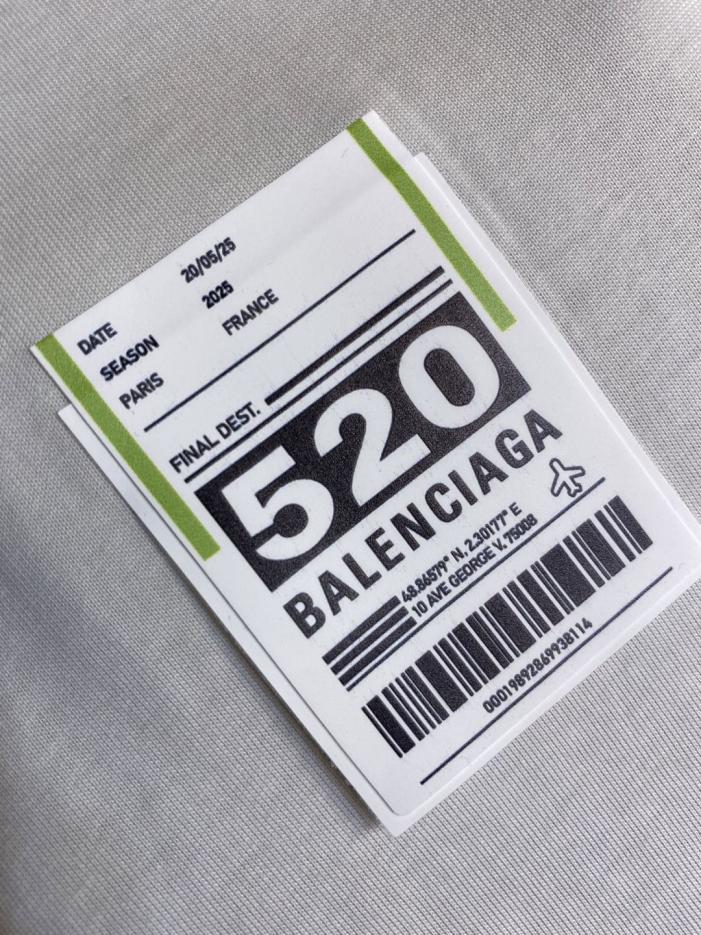 DATE 20/05/25
SEASON 2025
PARIS FRANCE
FINAL DEST.
520
BALENCIAGA
48.86579° N, 2.30177° E
10 AVE GEORGE V, 75008
00019892869938114